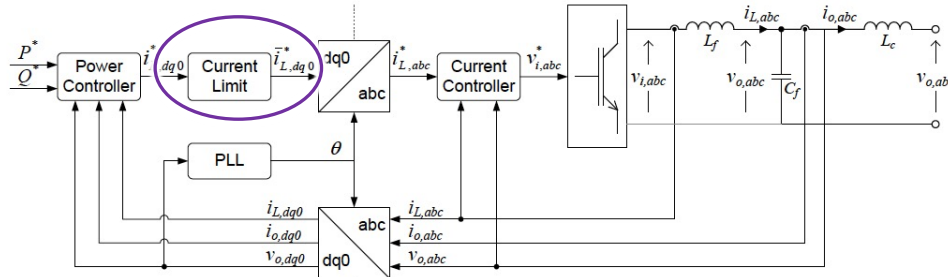 P*
Q*
Power Controller
i*L,dq0
Current Limit
ī*L,dq0
dq0
abc
i*L,abc
Current Controller
v*i,abc
vi,abc
Lf
iL,abc
vo,abc
Cf
io,abc
Lc
vo,ab
PLL
θ
iL,dq0
io,dq0
vo,dq0
abc
dq0
iL,abc
io,abc
vo,abc